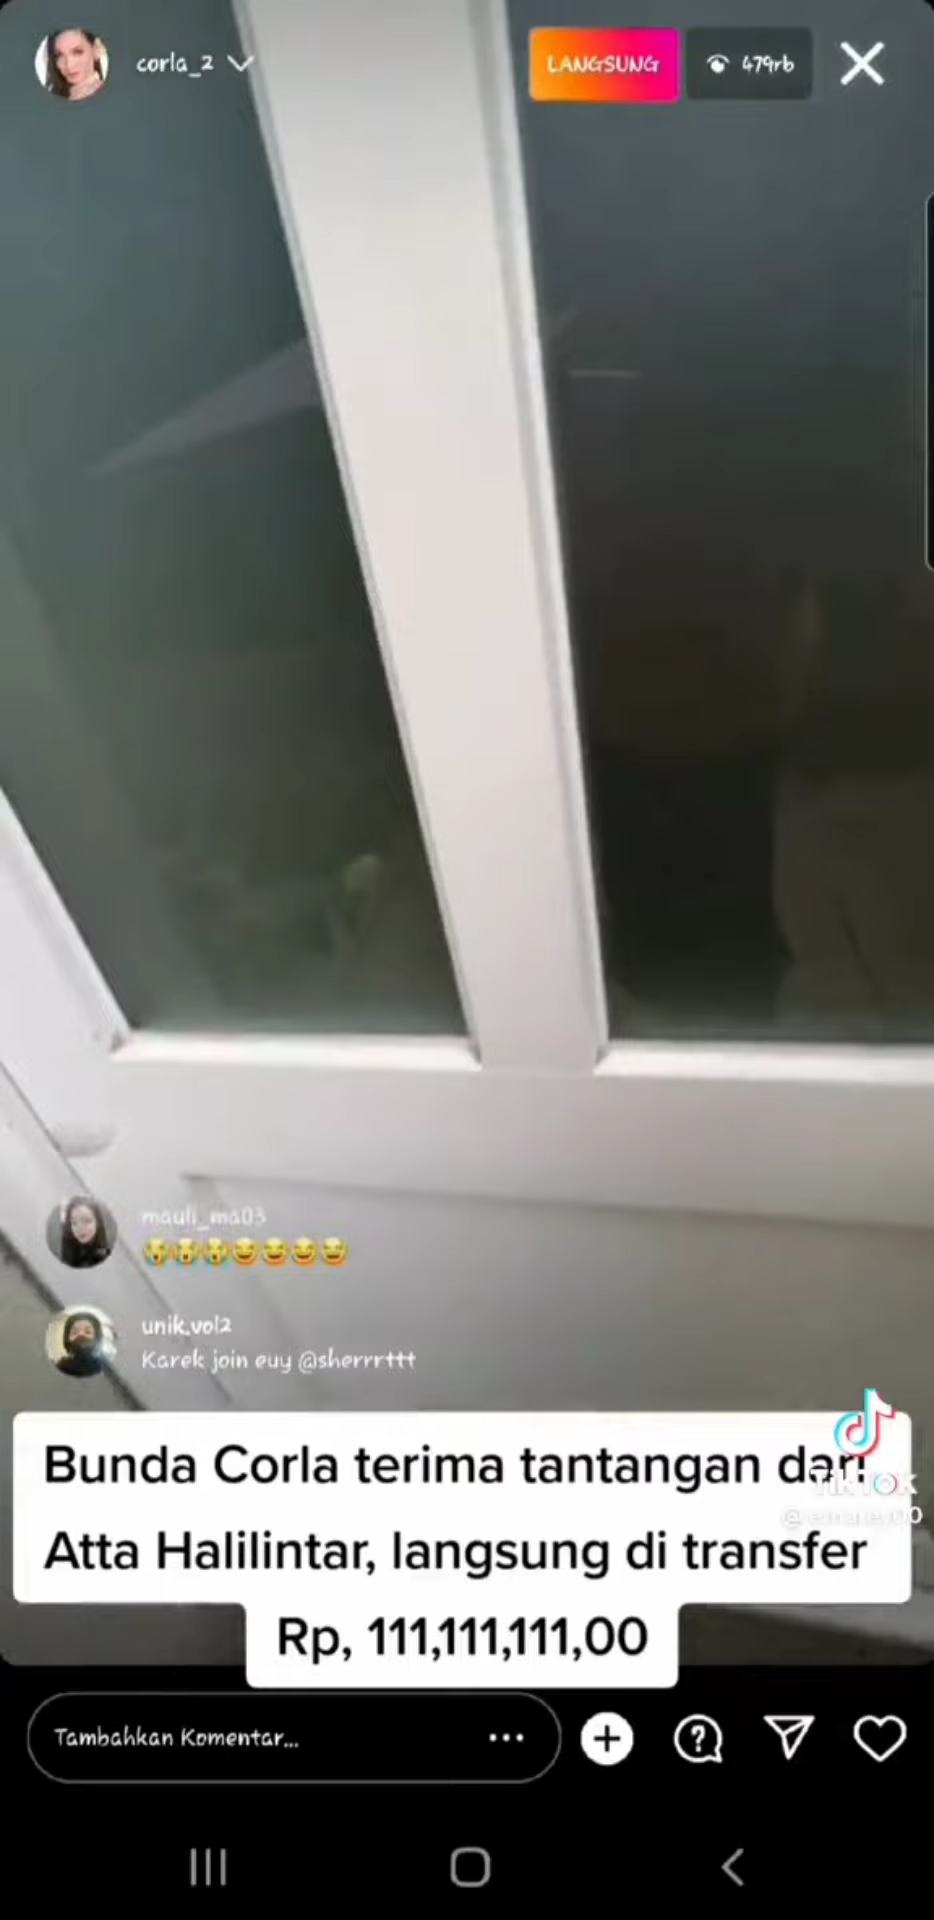 corla_2
LANGSUNG
479rb
mauli_ma03
😭😭😭😆😆😆😆
unik.vol2
Karek join euy @sherrrttt
Bunda Corla terima tantangan dari
Atta Halilintar, langsung di transfer
Rp, 111,111,111,00
TikTok
Tambahkan Komentar...